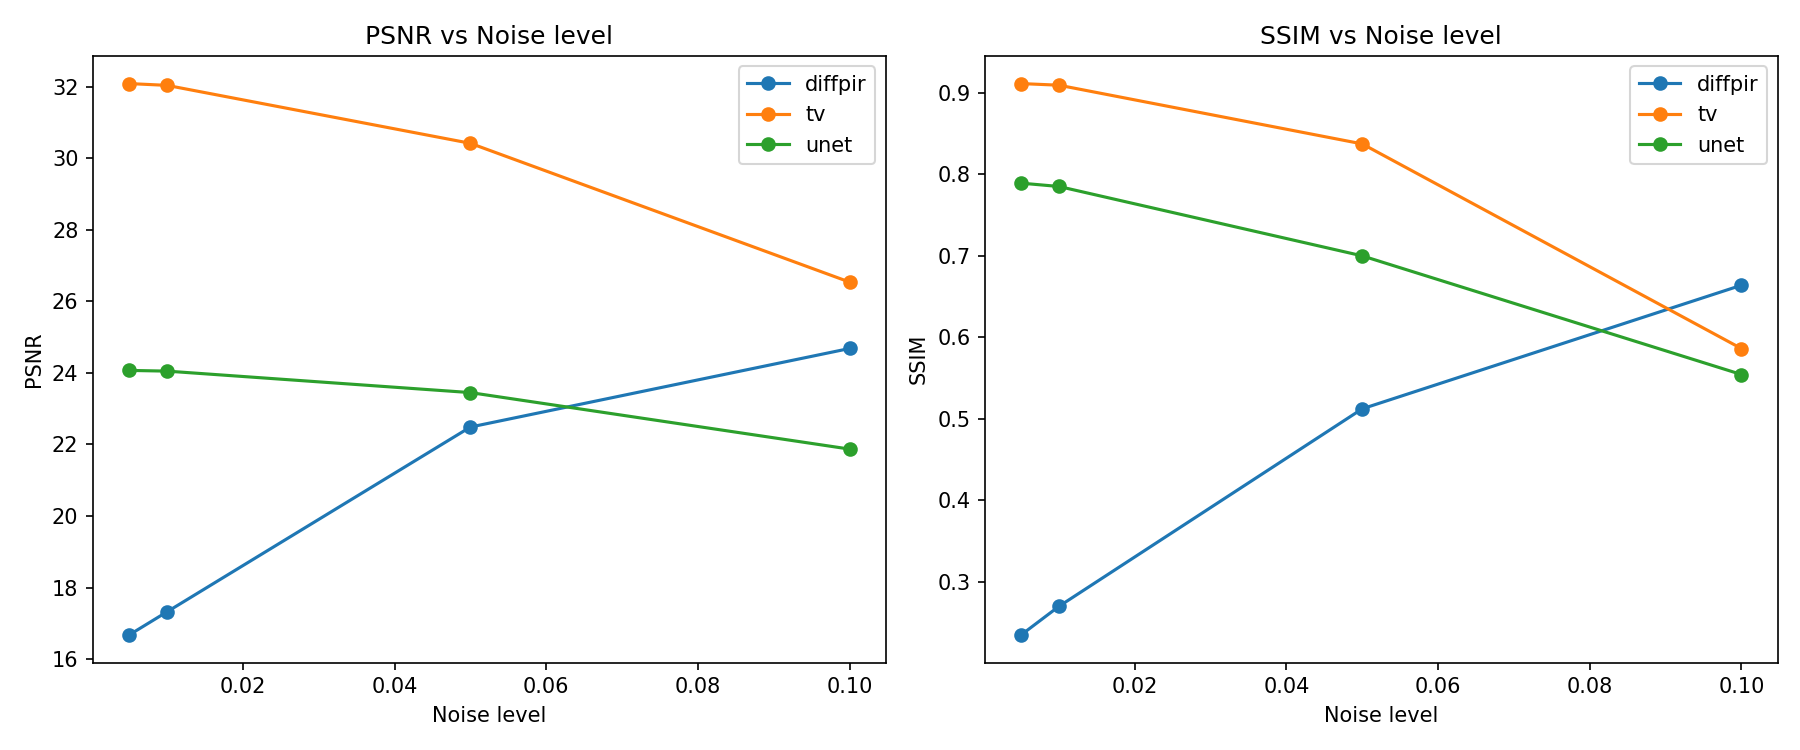 PSNR vs Noise level
32
30
28
26
24
22
20
18
16
PSNR
0.02
0.04
0.06
0.08
0.10
Noise level
diffpir
tv
unet
SSIM vs Noise level
0.9
0.8
0.7
0.6
0.5
0.4
0.3
SSIM
0.02
0.04
0.06
0.08
0.10
Noise level
diffpir
tv
unet